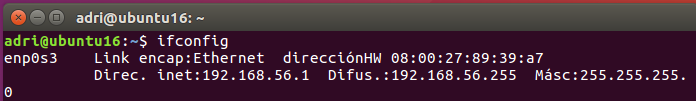 adri@ubuntu16: ~
adri@ubuntu16:~$ ifconfig
enp0s3    Link encap:Ethernet  direcciónHW 08:00:27:89:39:a7
          Direc. inet:192.168.56.1  Difus.:192.168.56.255  Másc:255.255.255.
0